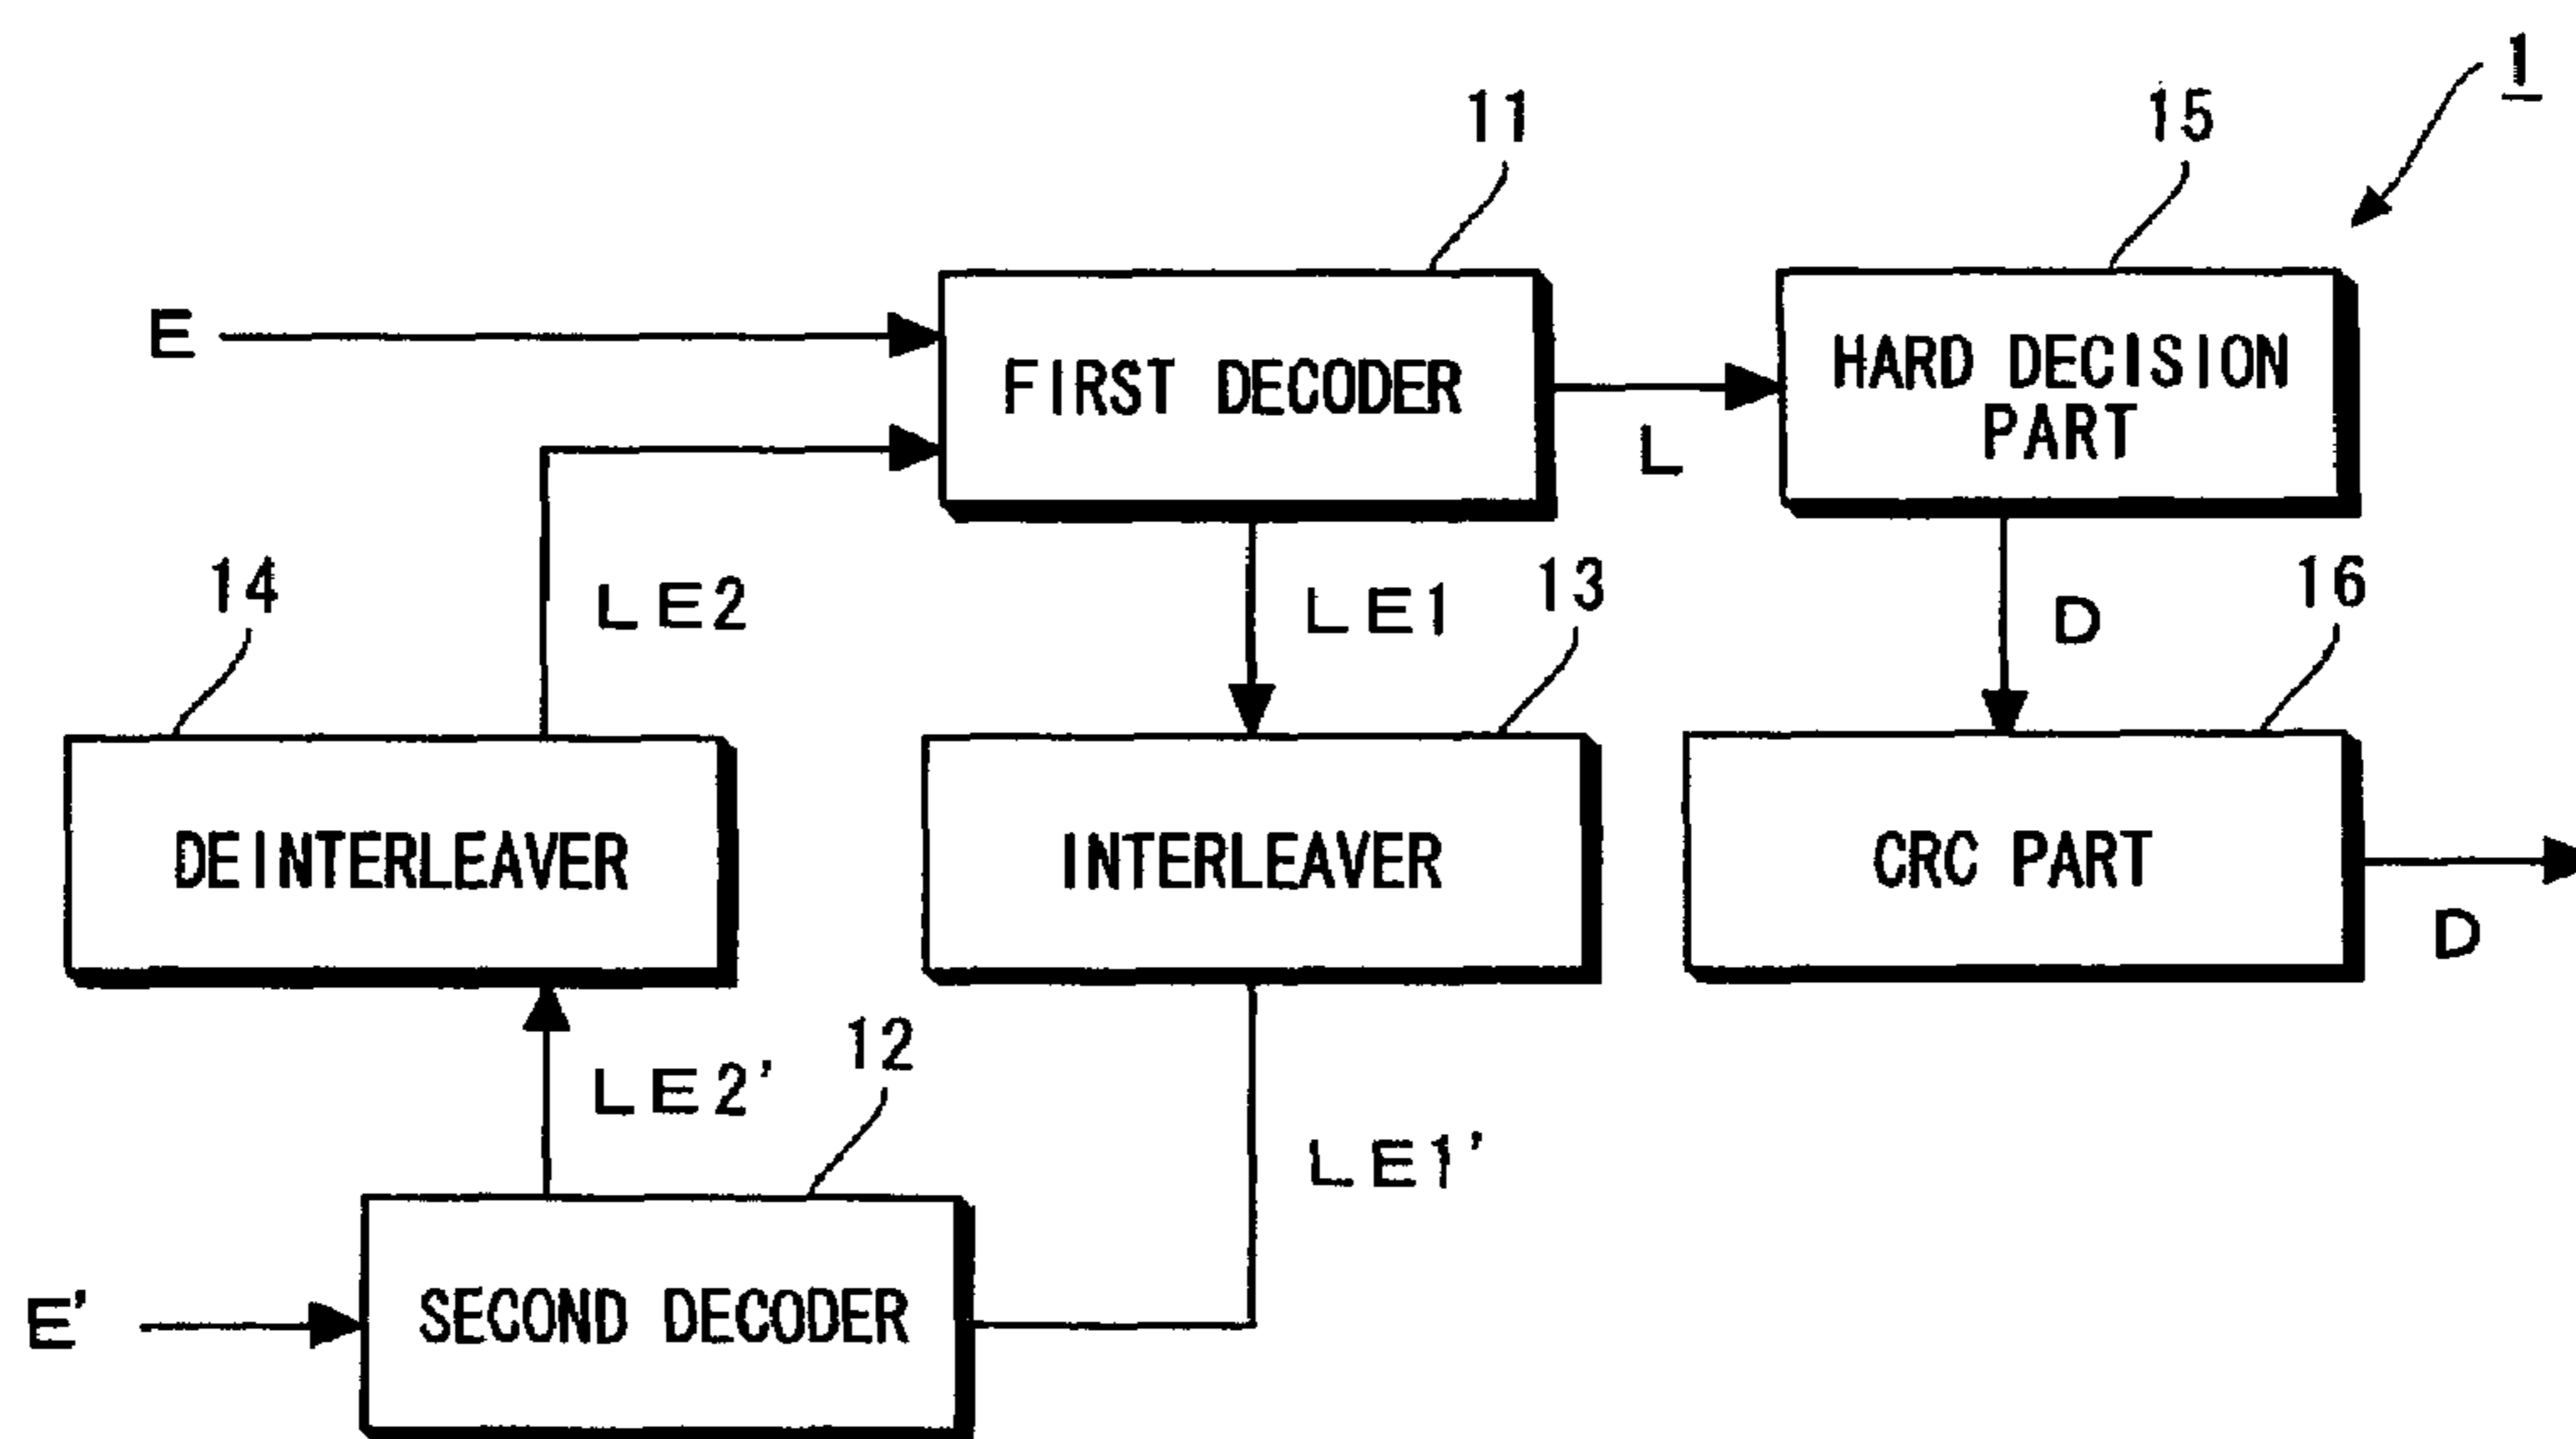 1
11
15
E
FIRST DECODER
HARD DECISION
PART
L
14
LE2
LE1
13
D
16
DEINTERLEAVER
INTERLEAVER
CRC PART
D
12
LE2'
LE1'
E'
SECOND DECODER